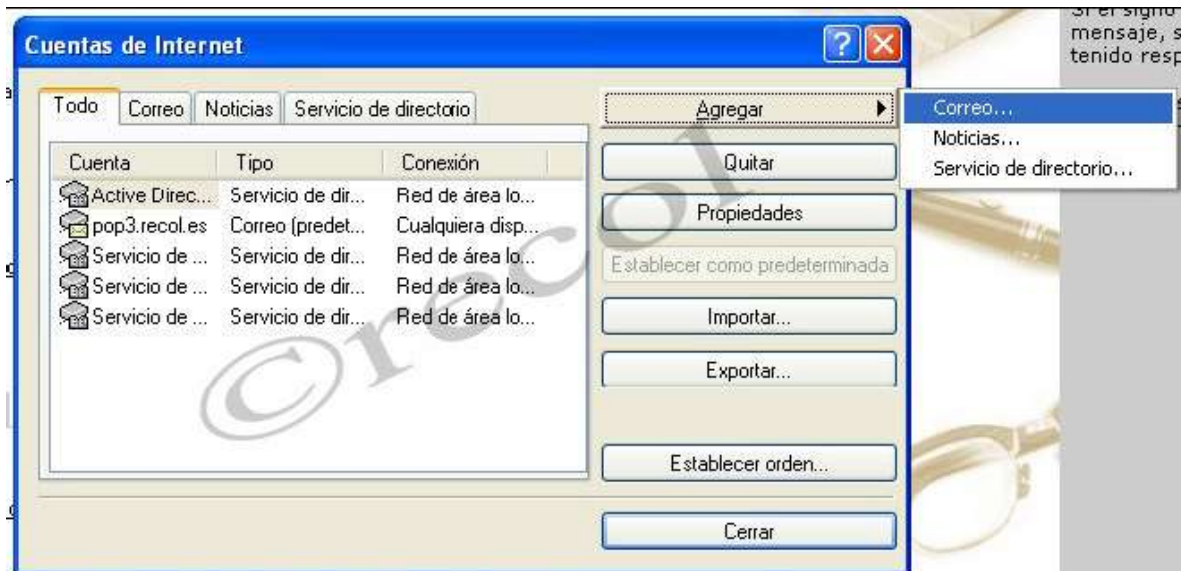 Si el signo
mensaje, s
tenido resp
Cuentas de Internet
Todo Correo Noticias Servicio de directorio
Agregar
Correo...
Noticias...
Servicio de directorio...
Cuenta Tipo Conexión
Active Direc... Servicio de dir... Red de área lo...
pop3.recol.es Correo (predet... Cualquiera disp...
Servicio de ... Servicio de dir... Red de área lo...
Servicio de ... Servicio de dir... Red de área lo...
Servicio de ... Servicio de dir... Red de área lo...
Quitar
Propiedades
Establecer como predeterminada
Importar...
Exportar...
Establecer orden...
Cerrar
©recol